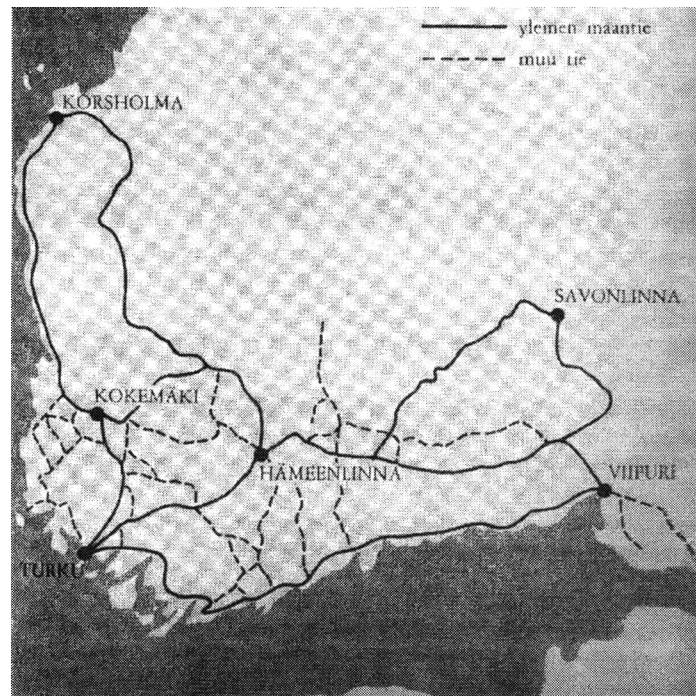 yleinen maantie
muu tie
KORSHOLMA
SAVONLINNA
KOKEMÄKI
HÄMEENLINNA
VIIPURI
TURKU